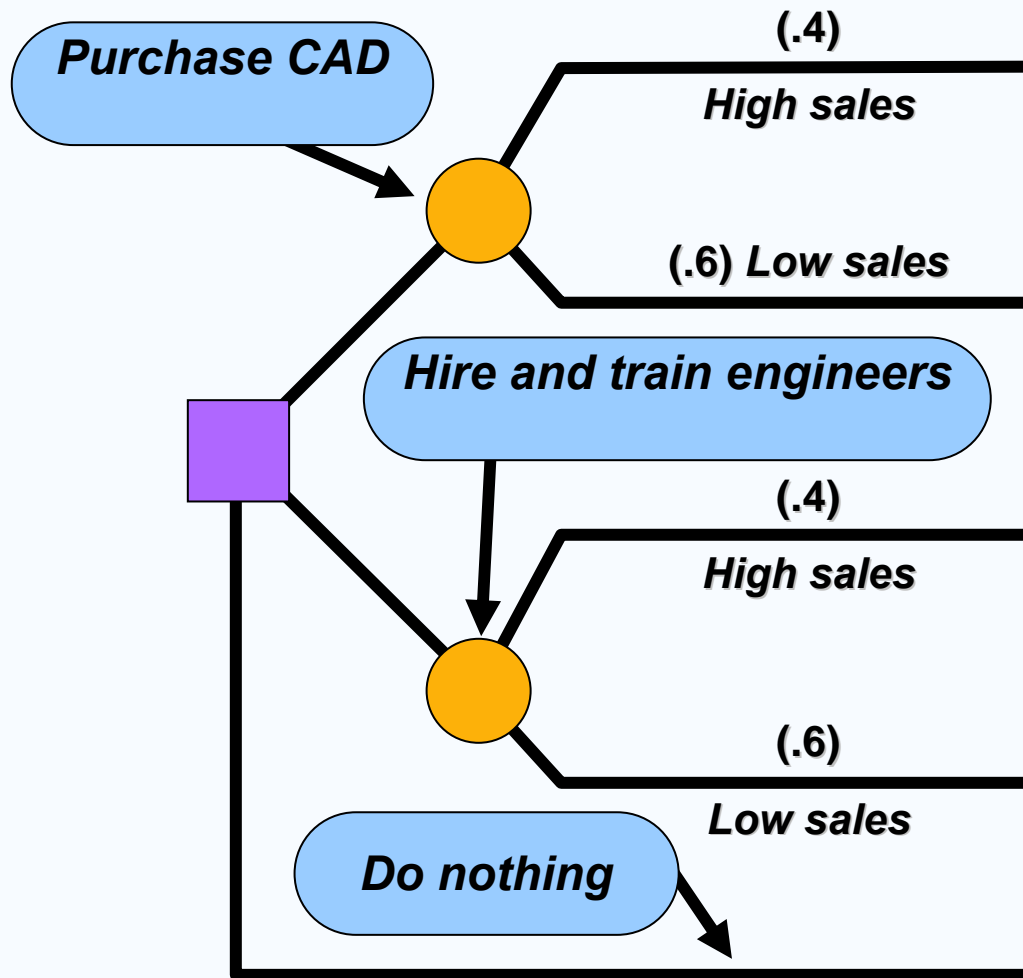 Purchase CAD
(.4)
High sales
(.6) Low sales
Hire and train engineers
(.4)
High sales
(.6)
Low sales
Do nothing